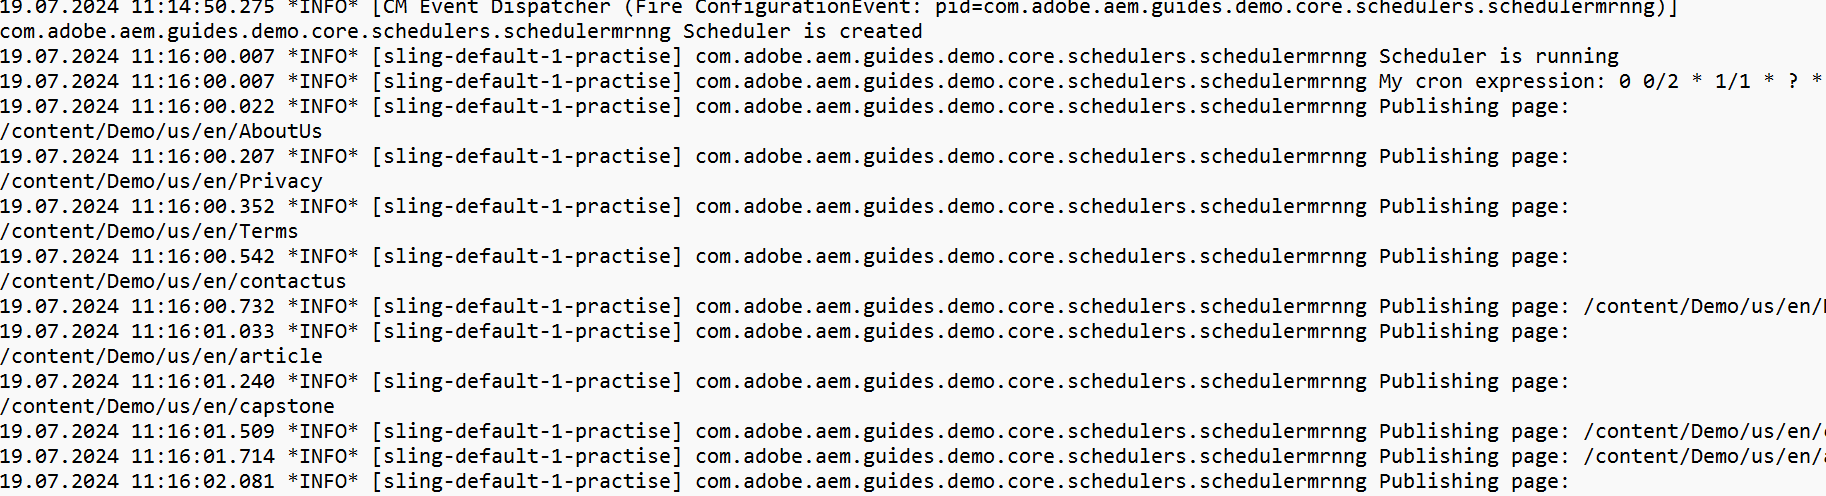 19.07.2024 11:14:50.275 *INFO* [CM Event Dispatcher (Fire ConfigurationEvent: pid=com.adobe.aem.guides.demo.core.schedulers.schedulermrnng)]
com.adobe.aem.guides.demo.core.schedulers.schedulermrnng Scheduler is created
19.07.2024 11:16:00.007 *INFO* [sling-default-1-practise] com.adobe.aem.guides.demo.core.schedulers.schedulermrnng Scheduler is running
19.07.2024 11:16:00.007 *INFO* [sling-default-1-practise] com.adobe.aem.guides.demo.core.schedulers.schedulermrnng My cron expression: 0 0/2 * 1/1 * ? *
19.07.2024 11:16:00.022 *INFO* [sling-default-1-practise] com.adobe.aem.guides.demo.core.schedulers.schedulermrnng Publishing page:
/content/Demo/us/en/AboutUs
19.07.2024 11:16:00.207 *INFO* [sling-default-1-practise] com.adobe.aem.guides.demo.core.schedulers.schedulermrnng Publishing page:
/content/Demo/us/en/Privacy
19.07.2024 11:16:00.352 *INFO* [sling-default-1-practise] com.adobe.aem.guides.demo.core.schedulers.schedulermrnng Publishing page:
/content/Demo/us/en/Terms
19.07.2024 11:16:00.542 *INFO* [sling-default-1-practise] com.adobe.aem.guides.demo.core.schedulers.schedulermrnng Publishing page:
/content/Demo/us/en/contactus
19.07.2024 11:16:00.732 *INFO* [sling-default-1-practise] com.adobe.aem.guides.demo.core.schedulers.schedulermrnng Publishing page: /content/Demo/us/en/
19.07.2024 11:16:01.033 *INFO* [sling-default-1-practise] com.adobe.aem.guides.demo.core.schedulers.schedulermrnng Publishing page:
/content/Demo/us/en/article
19.07.2024 11:16:01.240 *INFO* [sling-default-1-practise] com.adobe.aem.guides.demo.core.schedulers.schedulermrnng Publishing page:
/content/Demo/us/en/capstone
19.07.2024 11:16:01.509 *INFO* [sling-default-1-practise] com.adobe.aem.guides.demo.core.schedulers.schedulermrnng Publishing page: /content/Demo/us/en/
19.07.2024 11:16:01.714 *INFO* [sling-default-1-practise] com.adobe.aem.guides.demo.core.schedulers.schedulermrnng Publishing page: /content/Demo/us/en/
19.07.2024 11:16:02.081 *INFO* [sling-default-1-practise] com.adobe.aem.guides.demo.core.schedulers.schedulermrnng Publishing page: